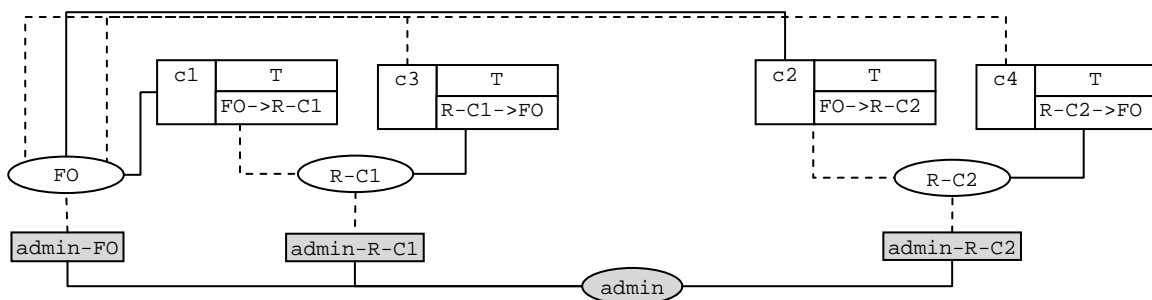 c1
T
FO->R-C1
c3
T
R-C1->FO
c2
T
FO->R-C2
c4
T
R-C2->FO
FO
R-C1
R-C2
admin-FO
admin-R-C1
admin-R-C2
admin